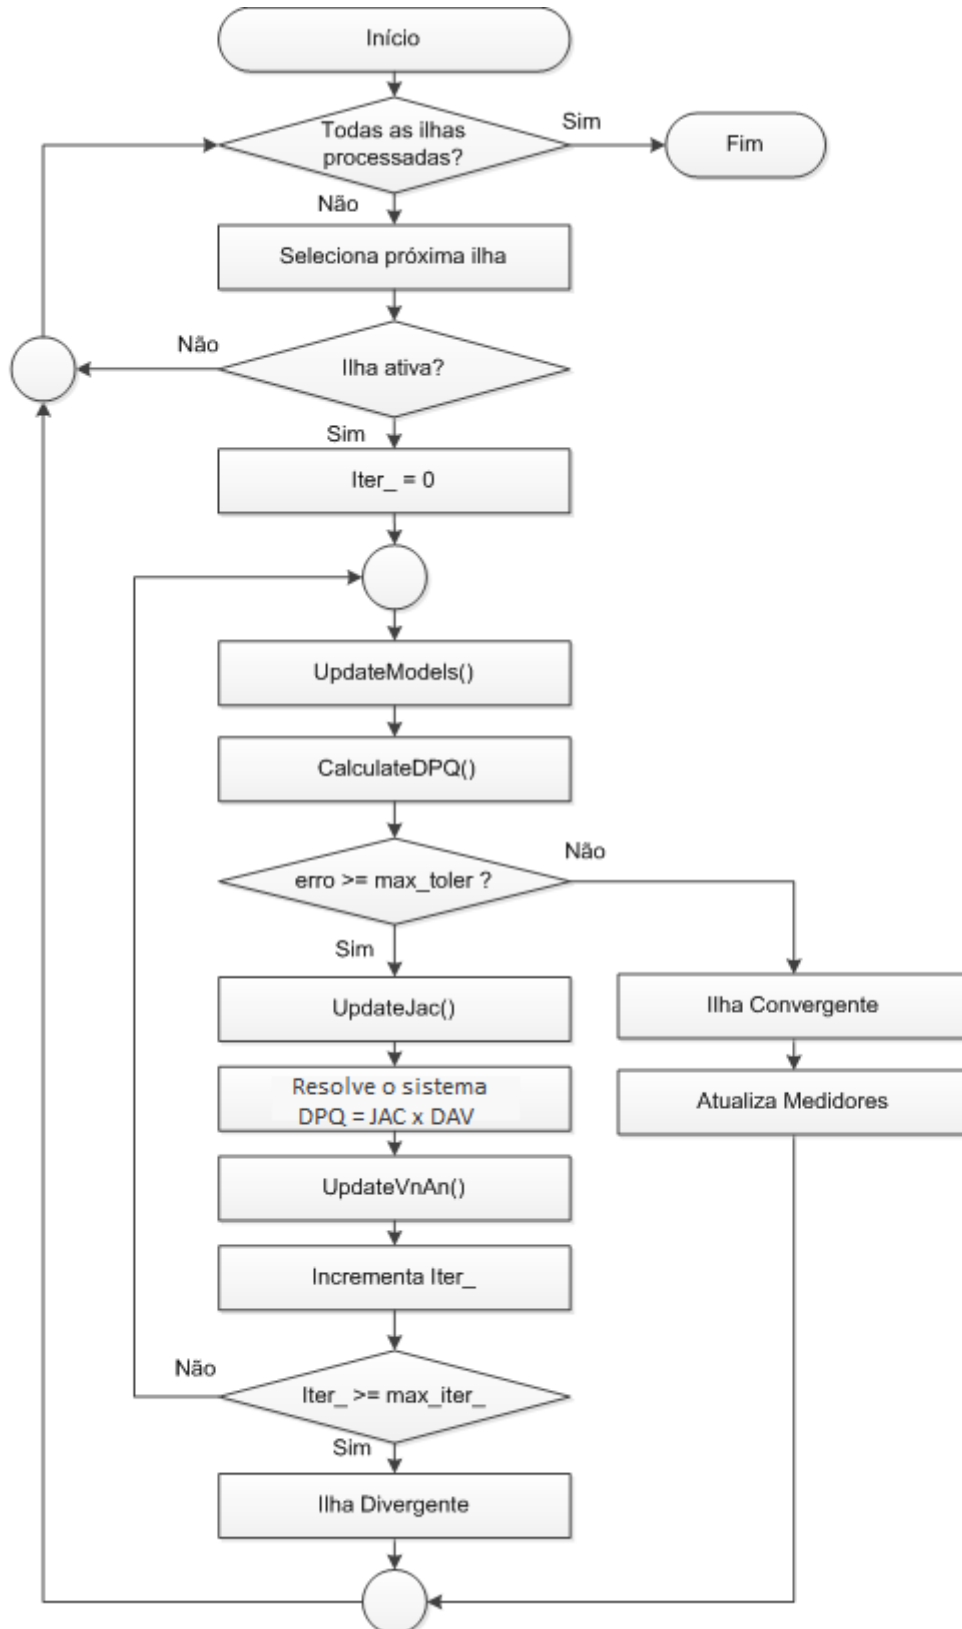 Início
Todas as ilhas
processadas?
Sim
Fim
Não
Seleciona próxima ilha
Não
Ilha ativa?
Sim
Iter_ = 0
UpdateModels()
CalculateDPQ()
erro >= max_toler ?
Não
Sim
UpdateJac()
Ilha Convergente
Resolve o sistema
DPQ = JAC x DAV
Atualiza Medidores
UpdateVnAn()
Incrementa Iter_
Não
Iter_ >= max_iter_
Sim
Ilha Divergente